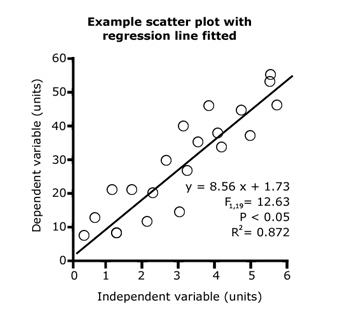 Example scatter plot with
regression line fitted
Dependent variable (units)
60
50
40
30
20
10
0
y = 8.56 x + 1.73
F1,19= 12.63
P < 0.05
R²= 0.872
0 1 2 3 4 5 6
Independent variable (units)